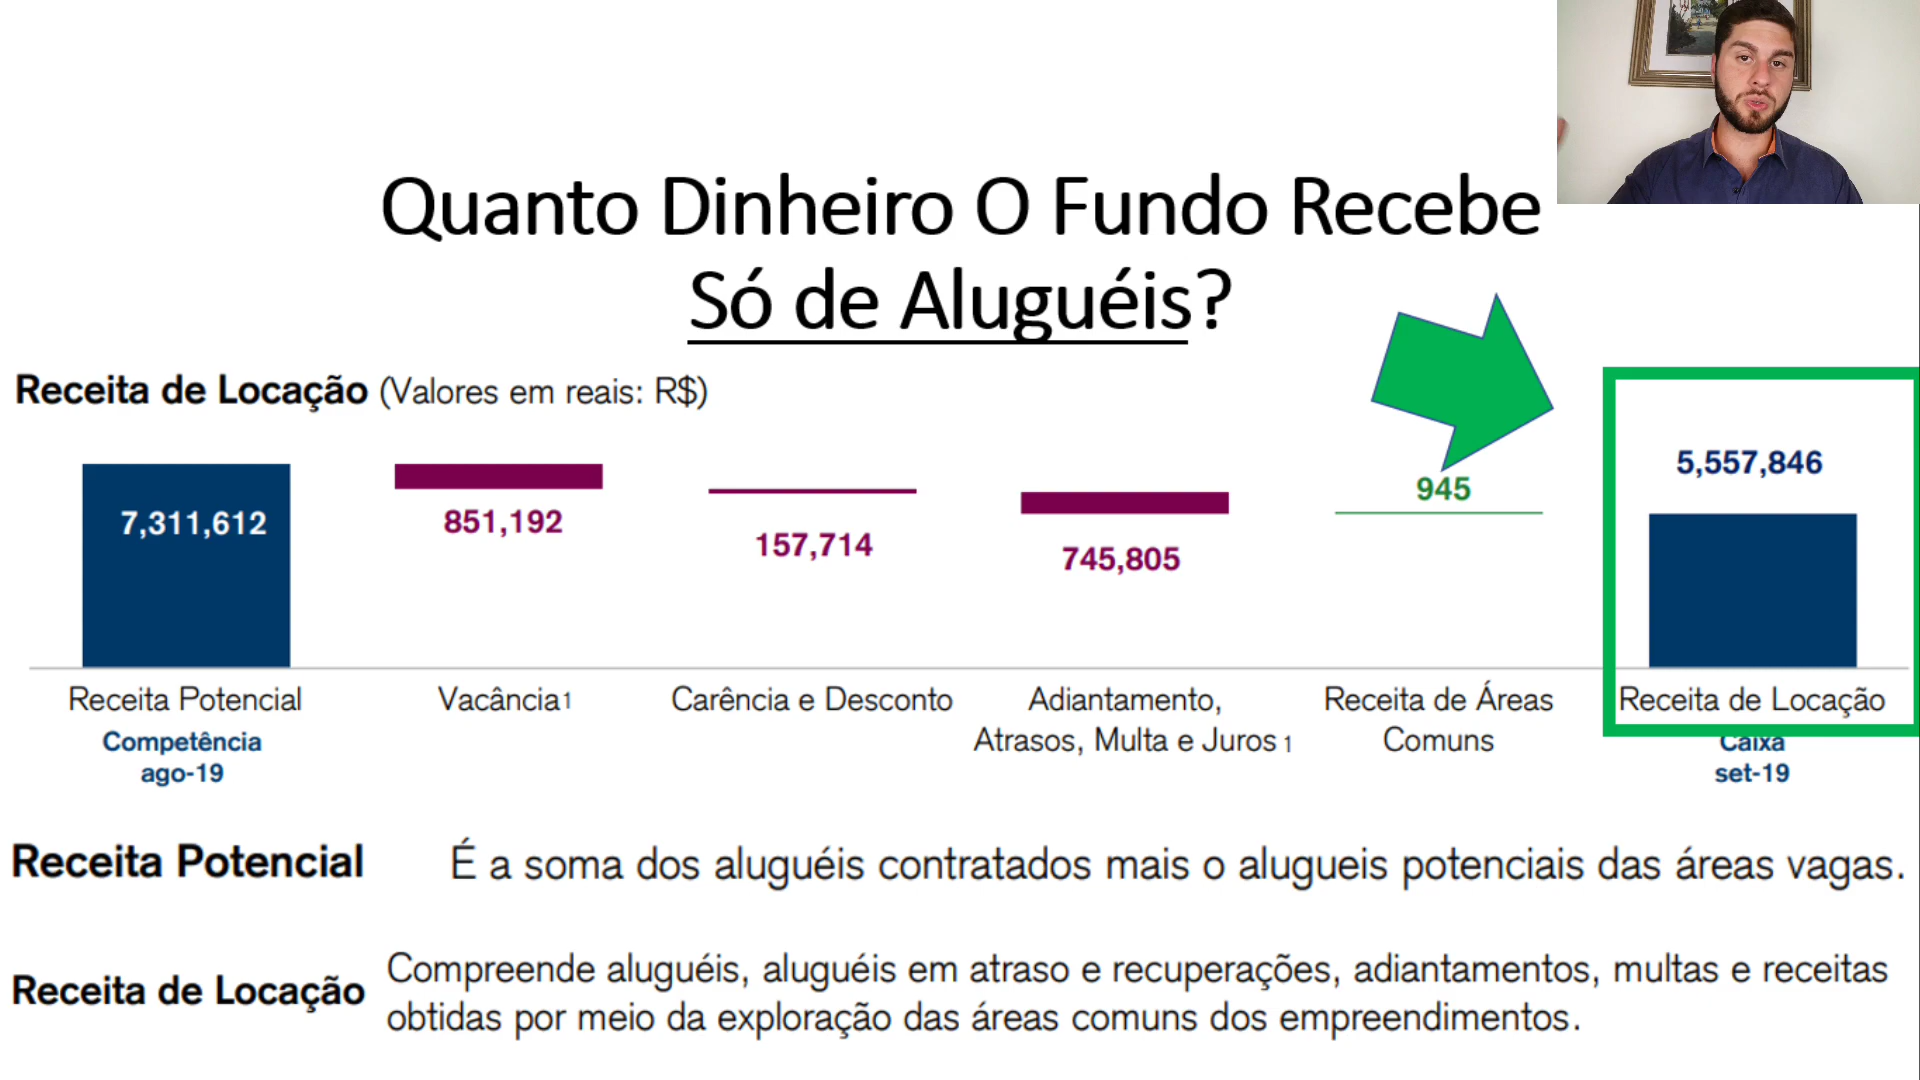 Quanto Dinheiro O Fundo Recebe
Só de Aluguéis?
Receita de Locação (Valores em reais: R$)
7,311,612
851,192
157,714
745,805
945
5,557,846
Receita Potencial
Competência
ago-19
Vacância1
Carência e Desconto
Adiantamento,
Atrasos, Multa e Juros 1
Receita de Áreas
Comuns
Receita de Locação
Caixa
set-19
Receita Potencial É a soma dos aluguéis contratados mais o alugueis potenciais das áreas vagas.
Receita de Locação
Compreende aluguéis, aluguéis em atraso e recuperações, adiantamentos, multas e receitas
obtidas por meio da exploração das áreas comuns dos empreendimentos.